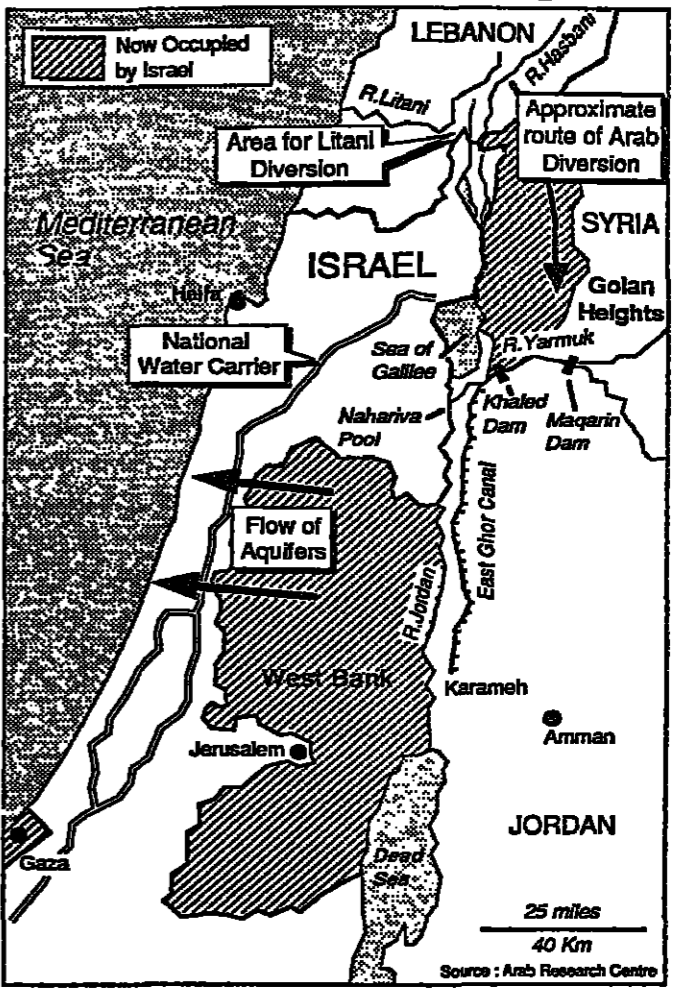 Now Occupied
by Israel
LEBANON
R.Hasbani
R.Litani
Area for Litani
Diversion
Approximate
route of Arab
Diversion
Mediterranean
Sea
ISRAEL
SYRIA
Golan
Heights
Haifa
National
Water Carrier
Sea of
Galilee
R.Yarmuk
Nahariva
Pool
Khaled
Dam
Maqarin
Dam
Flow of
Aquifers
East Ghor Canal
R.Jordan
West Bank
Karameh
Jerusalem
Amman
JORDAN
Gaza
Dead
Sea
25 miles
40 Km
Source : Arab Research Centre